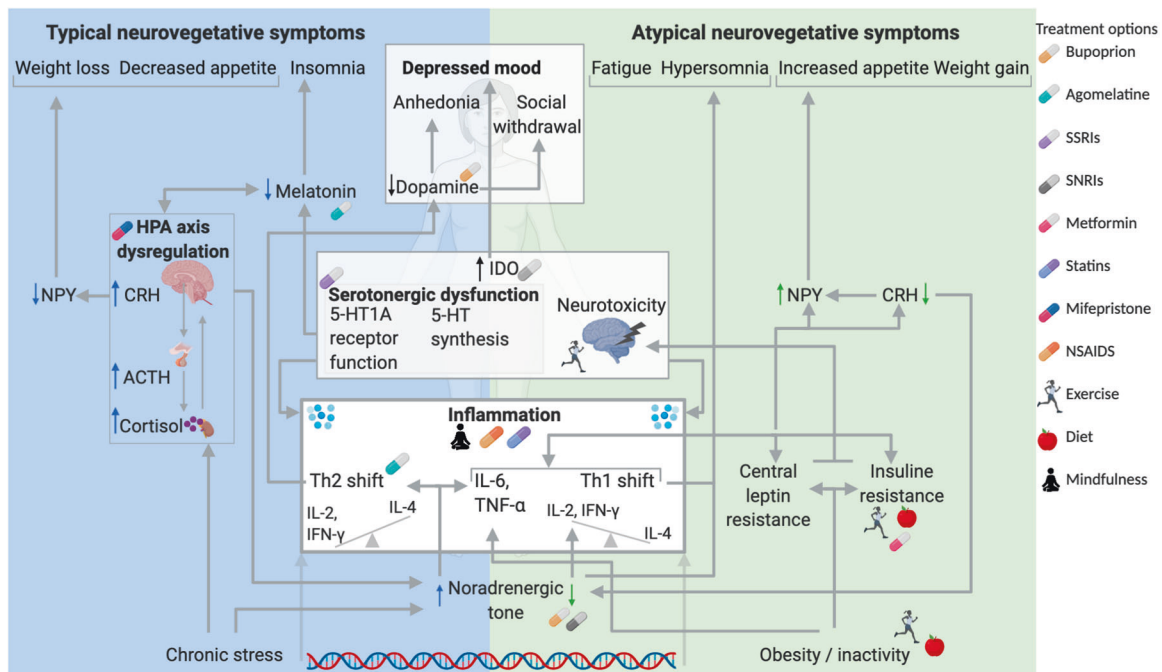 Typical neurovegetative symptoms
Atypical neurovegetative symptoms
Weight loss Decreased appetite Insomnia
Depressed mood
Fatigue Hypersomnia Increased appetite Weight gain
Anhedonia
Social
withdrawal
↓Dopamine
↓Melatonin
HPA axis
dysregulation
↑ CRH
↓NPY
↑ACTH
↑Cortisol
↑ IDO
Serotonergic dysfunction
5-HT1A
receptor
function
5-HT
synthesis
Neurotoxicity
↑ NPY
CRH ↓
Inflammation
Th2 shift
IL-2,
IFN-γ
IL-4
IL-6,
TNF-α
Th1 shift
IL-2, IFN-γ
IL-4
Central
leptin
resistance
Insuline
resistance
↑ Noradrenergic ↓
tone
Chronic stress
Obesity / inactivity
Treatment options
Bupoprion
Agomelatine
SSRIs
SNRIs
Metformin
Statins
Mifepristone
NSAIDS
Exercise
Diet
Mindfulness